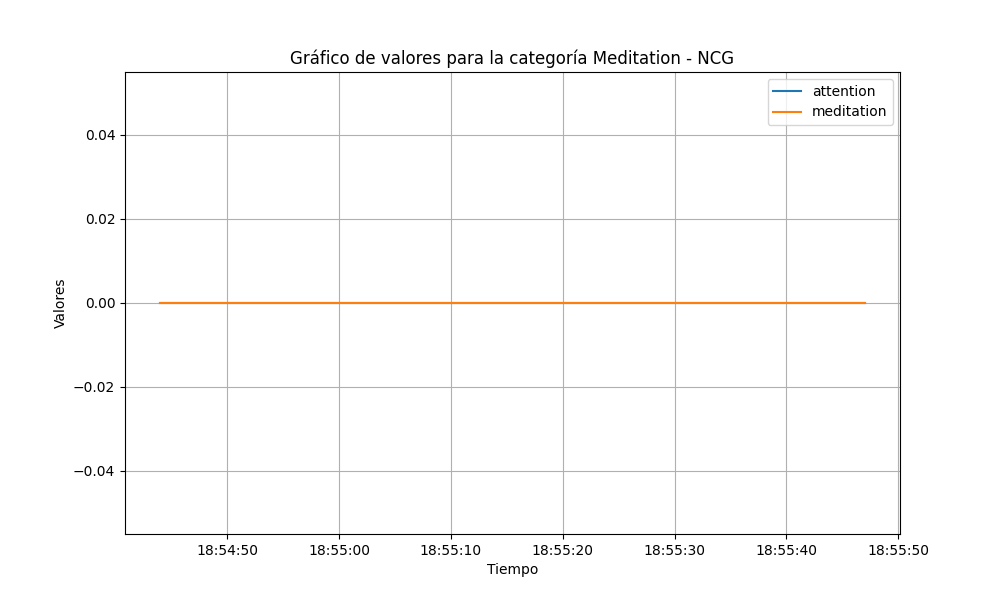 Gráfico de valores para la categoría Meditation - NCG
attention
meditation
0.04
0.02
0.00
−0.02
−0.04
Valores
18:54:50 18:55:00 18:55:10 18:55:20 18:55:30 18:55:40 18:55:50
Tiempo